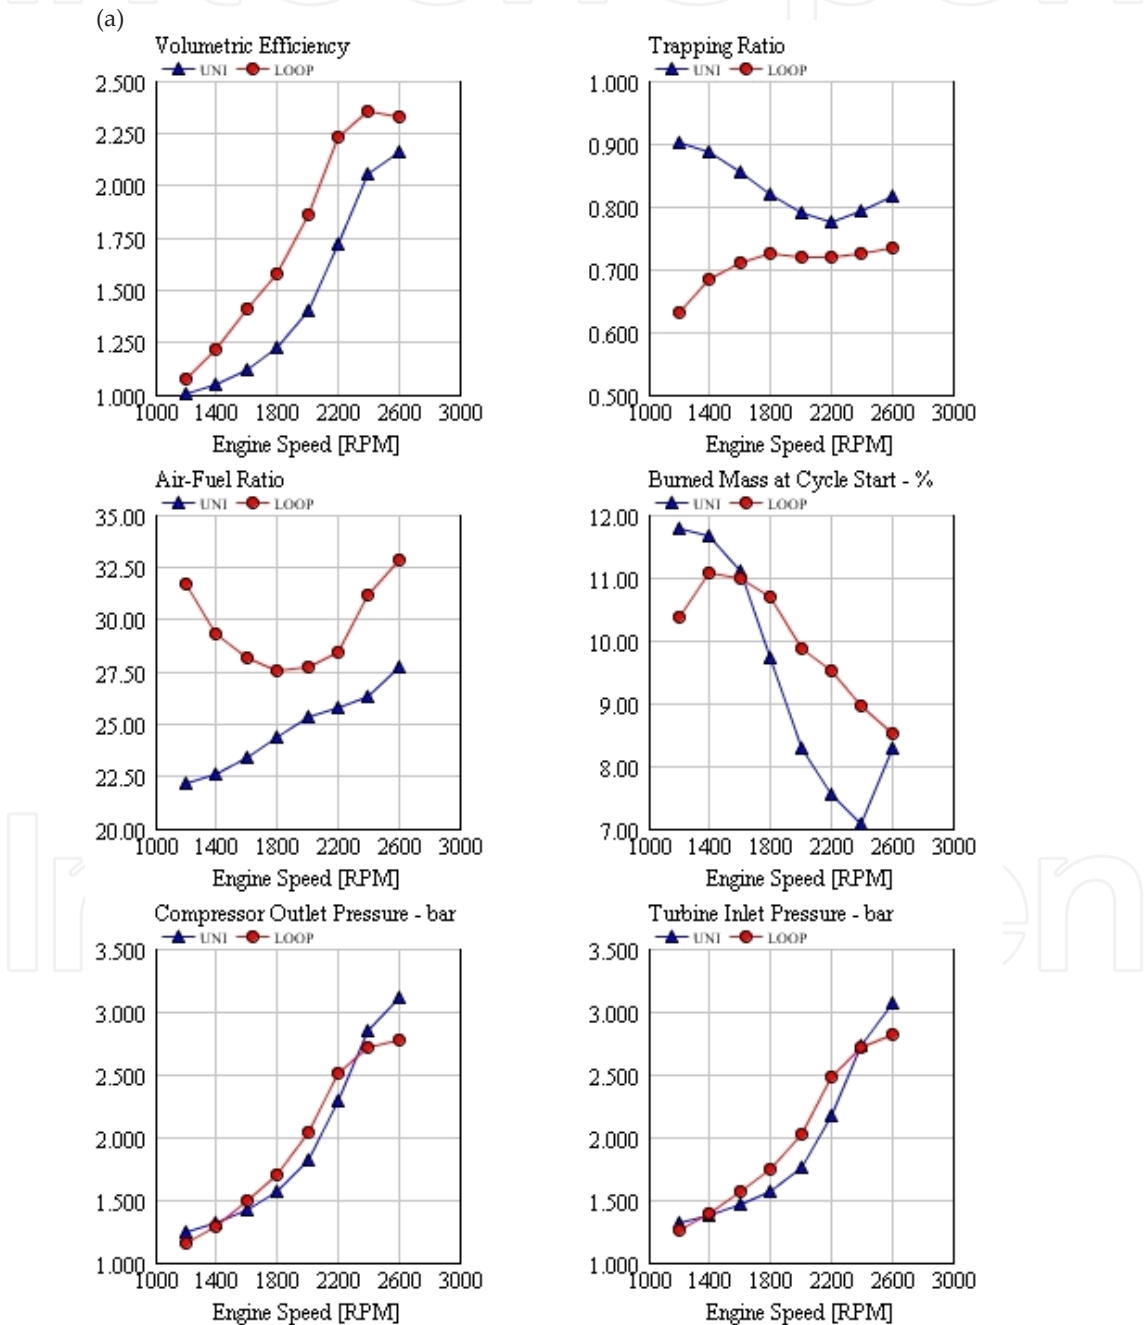 (a)
Volumetric Efficiency
UNI LOOP
2.500
2.250
2.000
1.750
1.500
1.250
1.000
1000 1400 1800 2200 2600 3000
Engine Speed [RPM]
Trapping Ratio
UNI LOOP
1.000
0.900
0.800
0.700
0.600
0.500
1000 1400 1800 2200 2600 3000
Engine Speed [RPM]
Air-Fuel Ratio
UNI LOOP
35.00
32.50
30.00
27.50
25.00
22.50
20.00
1000 1400 1800 2200 2600 3000
Engine Speed [RPM]
Burned Mass at Cycle Start - %
UNI LOOP
12.00
11.00
10.00
9.00
8.00
7.00
1000 1400 1800 2200 2600 3000
Engine Speed [RPM]
Compressor Outlet Pressure - bar
UNI LOOP
3.500
3.000
2.500
2.000
1.500
1.000
1000 1400 1800 2200 2600 3000
Engine Speed [RPM]
Turbine Inlet Pressure - bar
UNI LOOP
3.500
3.000
2.500
2.000
1.500
1.000
1000 1400 1800 2200 2600 3000
Engine Speed [RPM]